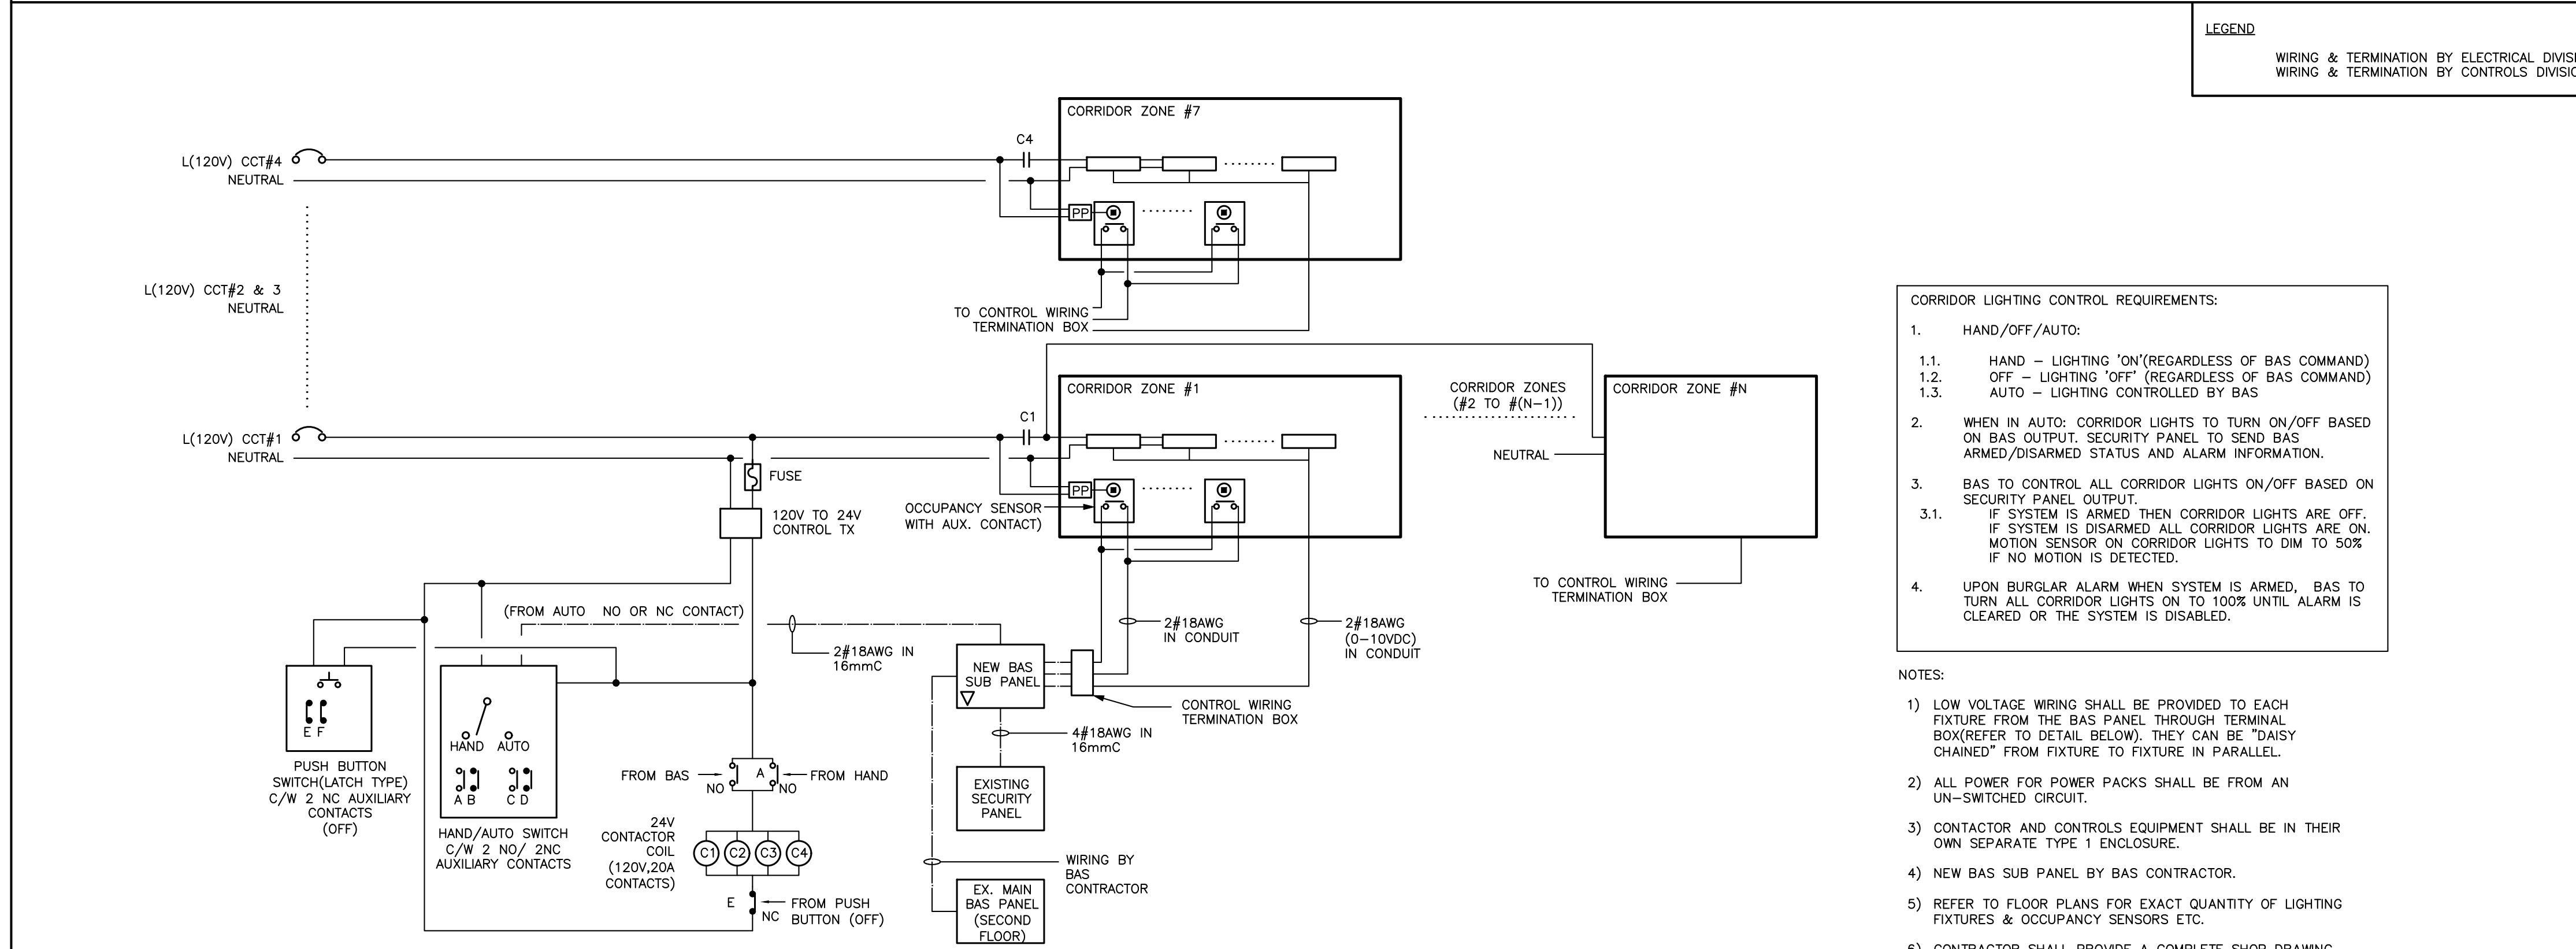 LEGEND
WIRING & TERMINATION BY ELECTRICAL
WIRING & TERMINATION BY CONTROLS
CORRIDOR ZONE #7
C4
L(120V) CCT#4
NEUTRAL
PP
L(120V) CCT#2 & 3
NEUTRAL
TO CONTROL WIRING
TERMINATION BOX
CORRIDOR ZONE #1
C1
L(120V) CCT#1
NEUTRAL
FUSE
PP
OCCUPANCY SENSOR
WITH AUX. CONTACT)
120V TO 24V
CONTROL TX
CORRIDOR ZONES
(#2 TO #(N-1))
CORRIDOR ZONE #N
NEUTRAL
TO CONTROL WIRING
TERMINATION BOX
(FROM AUTO NO OR NC CONTACT)
2#18AWG IN
16mmC
2#18AWG
IN CONDUIT
2#18AWG
(0-10VDC)
IN CONDUIT
NEW BAS
SUB PANEL
CONTROL WIRING
TERMINATION BOX
4#18AWG IN
16mmC
EXISTING
SECURITY
PANEL
WIRING BY
BAS
CONTRACTOR
EX. MAIN
BAS PANEL
(SECOND
FLOOR)
E F
PUSH BUTTON
SWITCH(LATCH TYPE)
C/W 2 NC AUXILIARY
CONTACTS
(OFF)
HAND AUTO
A B C D
HAND/AUTO SWITCH
C/W 2 NO/ 2NC
AUXILIARY CONTACTS
FROM BAS
A
FROM HAND
NO
NO
24V
CONTACTOR
COIL
(120V,20A
CONTACTS)
C1 C2 C3 C4
E
NC
FROM PUSH
BUTTON (OFF)
CORRIDOR LIGHTING CONTROL REQUIREMENTS:
1. HAND/OFF/AUTO:
1.1. HAND – LIGHTING 'ON'(REGARDLESS OF BAS COMMAND)
1.2. OFF – LIGHTING 'OFF' (REGARDLESS OF BAS COMMAND)
1.3. AUTO – LIGHTING CONTROLLED BY BAS
2. WHEN IN AUTO: CORRIDOR LIGHTS TO TURN ON/OFF BASED
ON BAS OUTPUT. SECURITY PANEL TO SEND BAS
ARMED/DISARMED STATUS AND ALARM INFORMATION.
3. BAS TO CONTROL ALL CORRIDOR LIGHTS ON/OFF BASED ON
SECURITY PANEL OUTPUT.
3.1. IF SYSTEM IS ARMED THEN CORRIDOR LIGHTS ARE OFF.
IF SYSTEM IS DISARMED ALL CORRIDOR LIGHTS ARE ON.
MOTION SENSOR ON CORRIDOR LIGHTS TO DIM TO 50%
IF NO MOTION IS DETECTED.
4. UPON BURGLAR ALARM WHEN SYSTEM IS ARMED, BAS TO
TURN ALL CORRIDOR LIGHTS ON TO 100% UNTIL ALARM IS
CLEARED OR THE SYSTEM IS DISABLED.
NOTES:
1) LOW VOLTAGE WIRING SHALL BE PROVIDED TO EACH
FIXTURE FROM THE BAS PANEL THROUGH TERMINAL
BOX(REFER TO DETAIL BELOW). THEY CAN BE "DAISY
CHAINED" FROM FIXTURE TO FIXTURE IN PARALLEL.
2) ALL POWER FOR POWER PACKS SHALL BE FROM AN
UN-SWITCHED CIRCUIT.
3) CONTACTOR AND CONTROLS EQUIPMENT SHALL BE IN THEIR
OWN SEPARATE TYPE 1 ENCLOSURE.
4) NEW BAS SUB PANEL BY BAS CONTRACTOR.
5) REFER TO FLOOR PLANS FOR EXACT QUANTITY OF LIGHTING
FIXTURES & OCCUPANCY SENSORS ETC.
6) CONTRACTOR SHALL PROVIDE A COMPLETE SHOP DRAWING